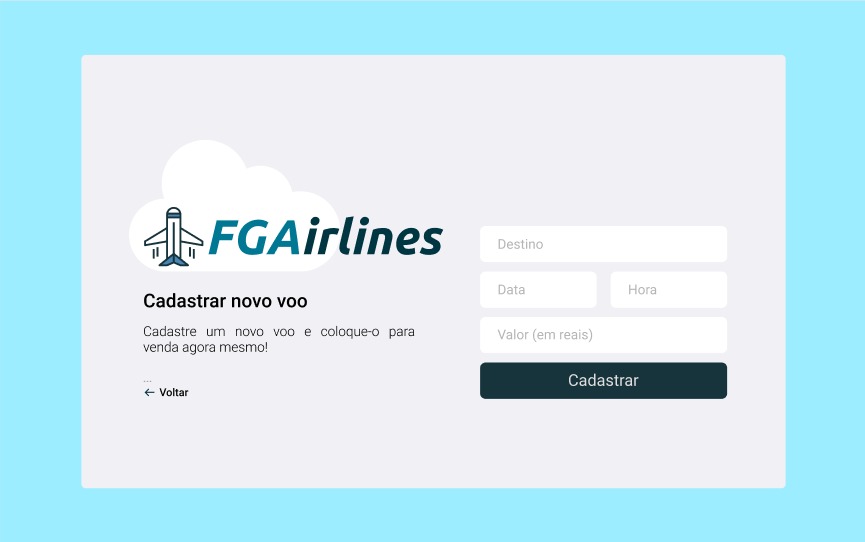 FGAirlines
Cadastrar novo voo
Cadastre um novo voo e coloque-o para
venda agora mesmo!
...
← Voltar
Destino
Data
Hora
Valor (em reais)
Cadastrar